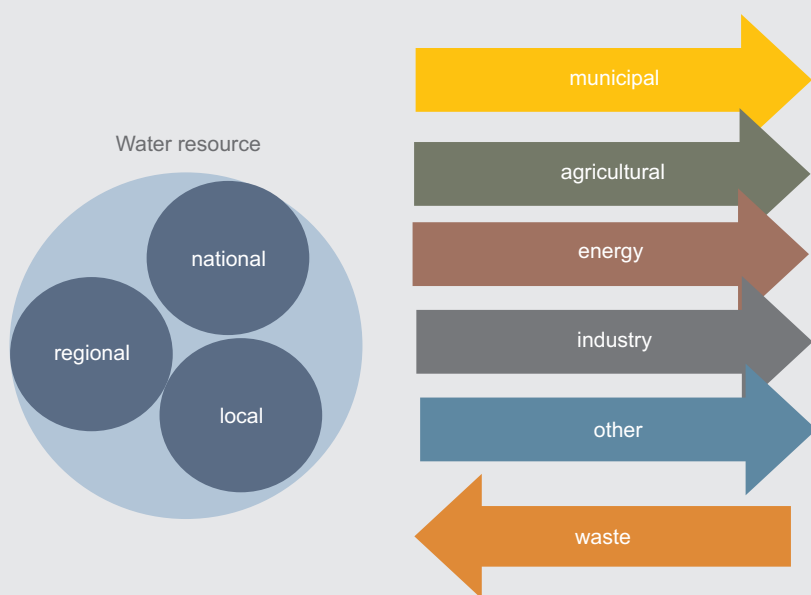 Water resource
national
regional
local
municipal
agricultural
energy
industry
other
waste